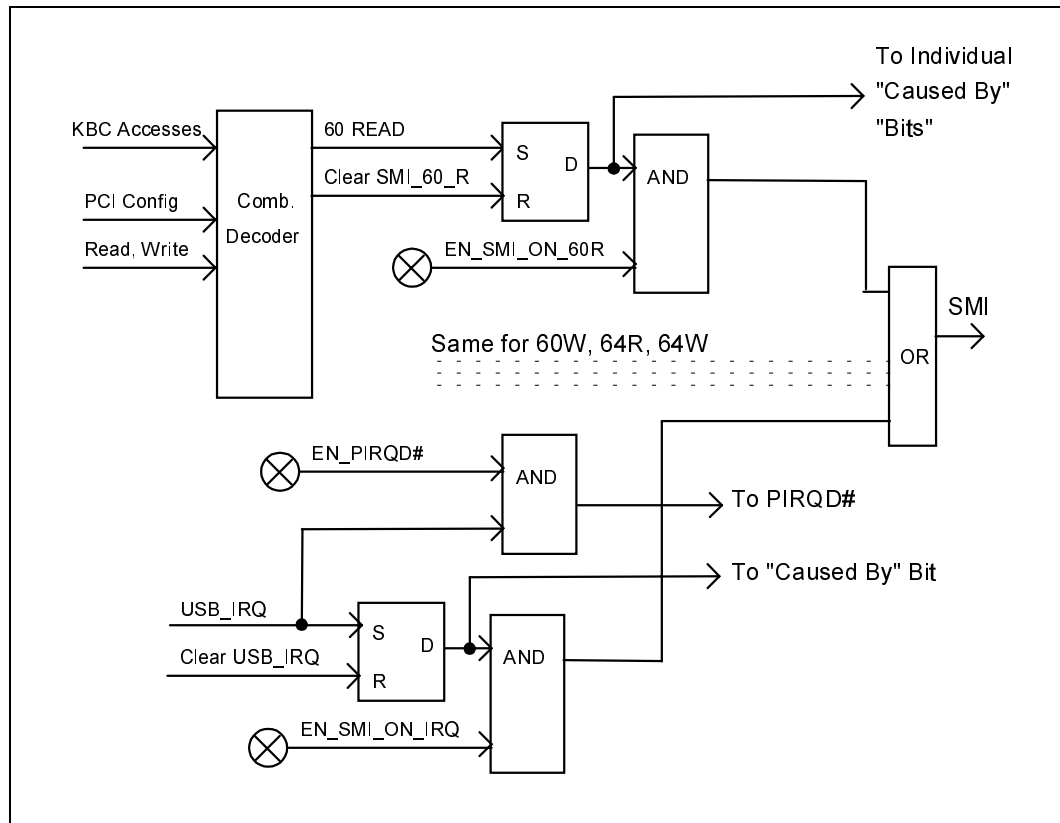 To Individual
"Caused By"
"Bits"
KBC Accesses
60 READ
S
D
AND
Clear SMI_60_R
R
PCI Config
Comb.
Decoder
Read, Write
EN_SMI_ON_60R
SMI
Same for 60W, 64R, 64W
OR
EN_PIRQD#
AND
To PIRQD#
To "Caused By" Bit
USB_IRQ
S
D
AND
Clear USB_IRQ
R
EN_SMI_ON_IRQ